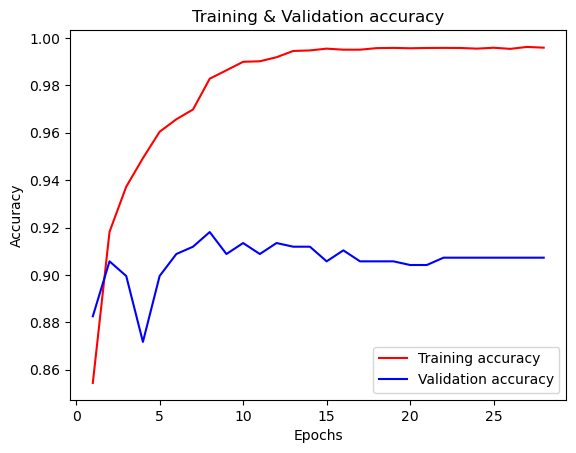 Training & Validation accuracy
1.00
0.98
0.96
0.94
0.92
0.90
0.88
0.86
Accuracy
0
5
10
15
20
25
Epochs
Training accuracy
Validation accuracy